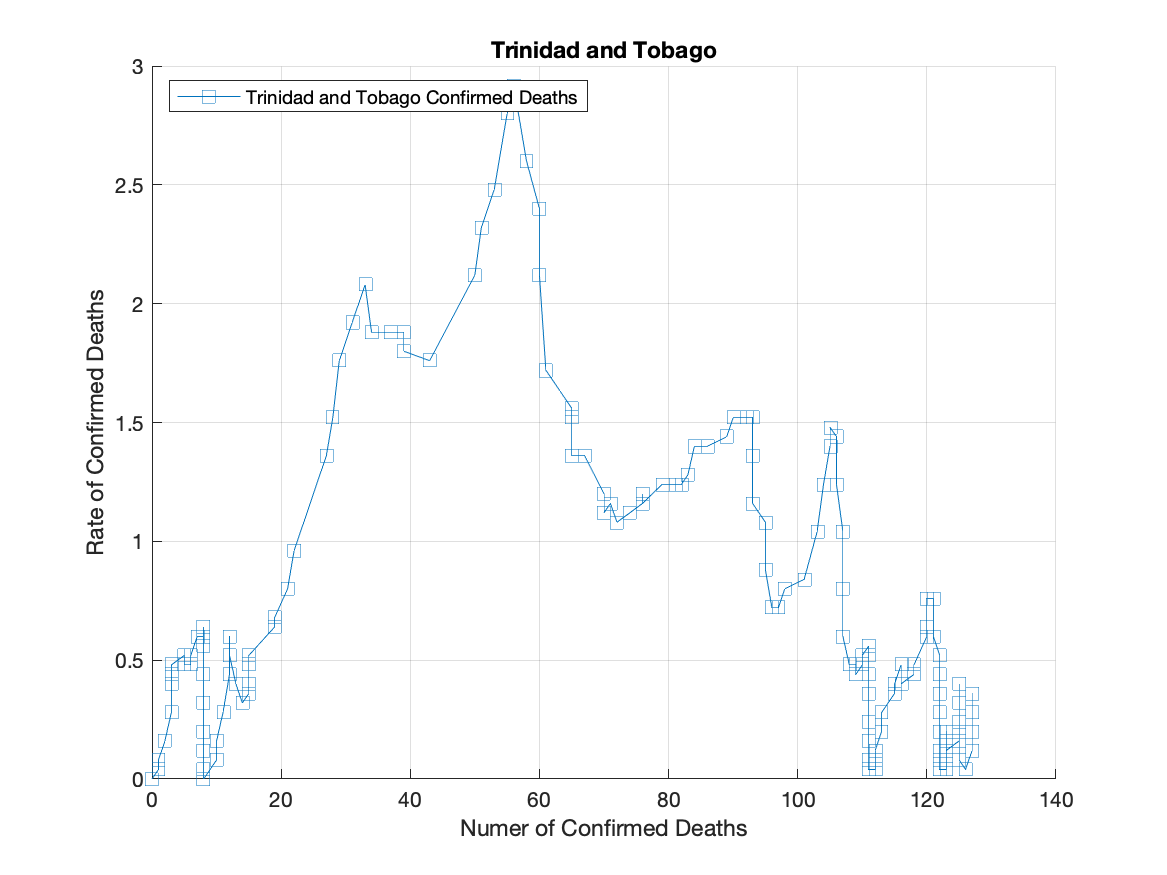 Trinidad and Tobago
3
Trinidad and Tobago Confirmed Deaths
2.5
2
1.5
1
0.5
0
Rate of Confirmed Deaths
0 20 40 60 80 100 120 140
Numer of Confirmed Deaths